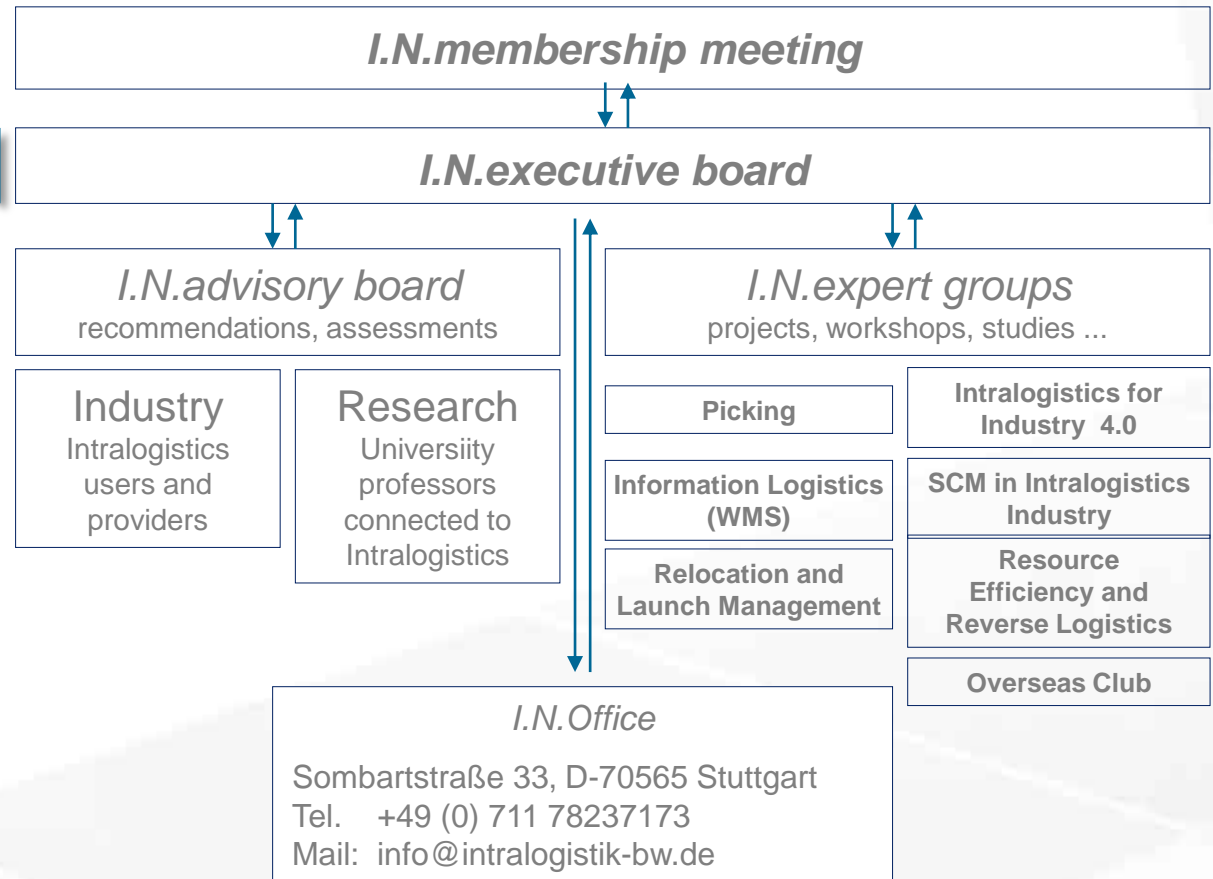 I.N.membership meeting
I.N.executive board
I.N.advisory board
recommendations, assessments
Industry
Intralogistics
users and
providers
Research
Universiity
professors
connected to
Intralogistics
I.N.expert groups
projects, workshops, studies ...
Picking
Information Logistics
(WMS)
Relocation and
Launch Management
Intralogistics for
Industry 4.0
SCM in Intralogistics
Industry
Resource
Efficiency and
Reverse Logistics
Overseas Club
I.N.Office
Sombartstraße 33, D-70565 Stuttgart
Tel. +49 (0) 711 78237173
Mail: info@intralogistik-bw.de